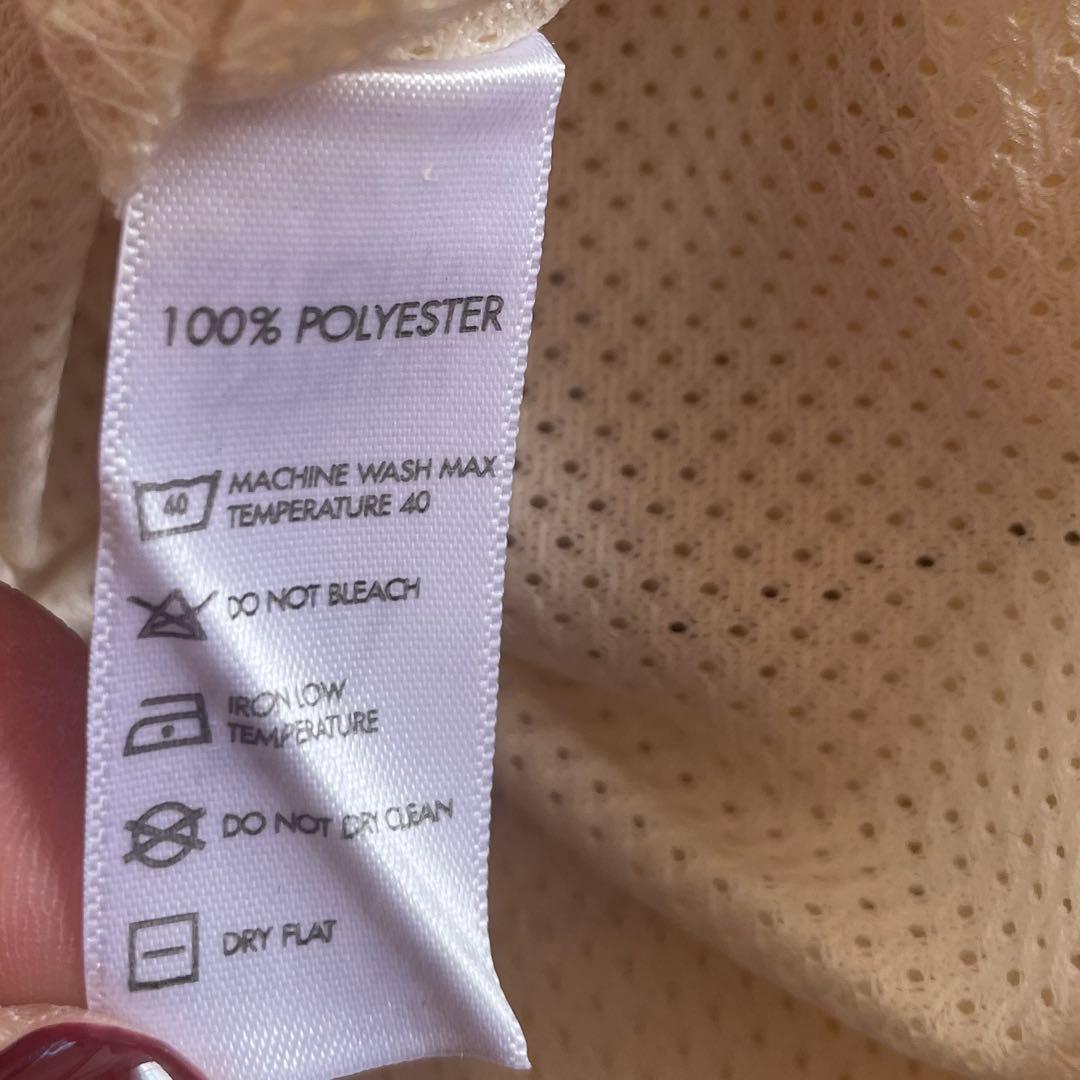 100% POLYESTER
40 MACHINE WASH MAX
TEMPERATURE 40
DO NOT BLEACH
IRON LOW
TEMPERATURE
DO NOT DRY CLEAN
DRY FLAT